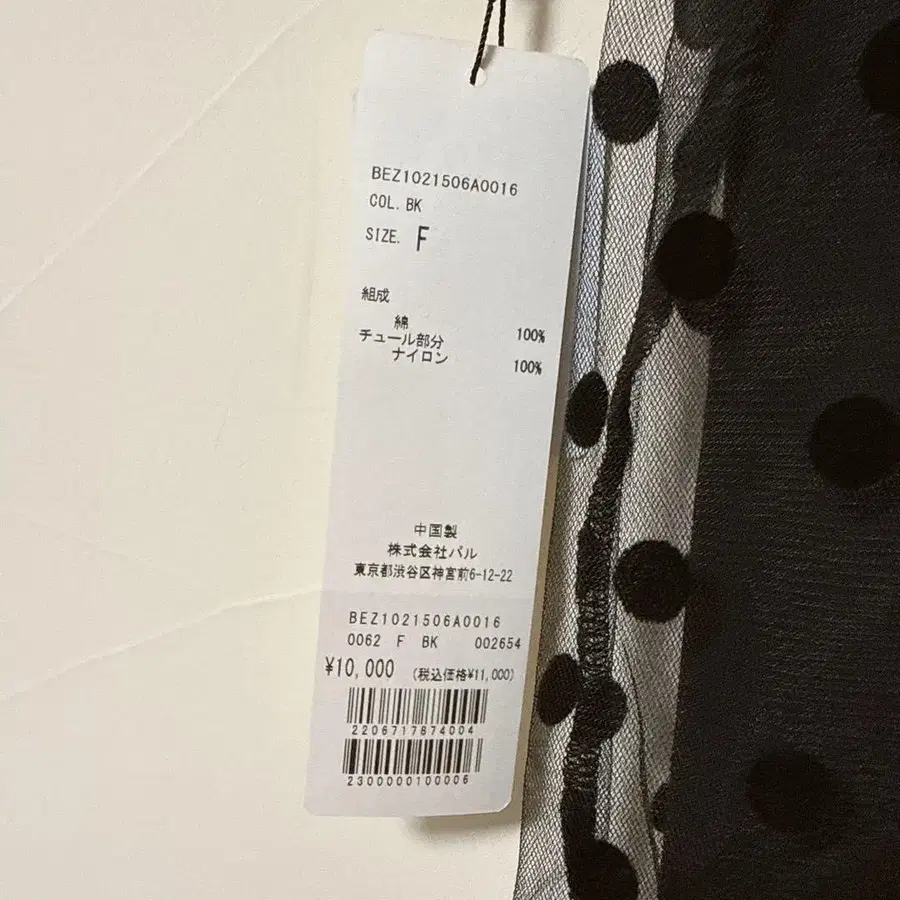 BEZ1021506A0016
COL. BK
SIZE. F
組成
綿 100%
チュール部分
ナイロン 100%
中国製
株式会社パル
東京都渋谷区神宮前6-12-22
BEZ1021506A0016
0062 F BK 002654
¥10,000 (税込価格¥11,000)
2206717874004
2300000100006